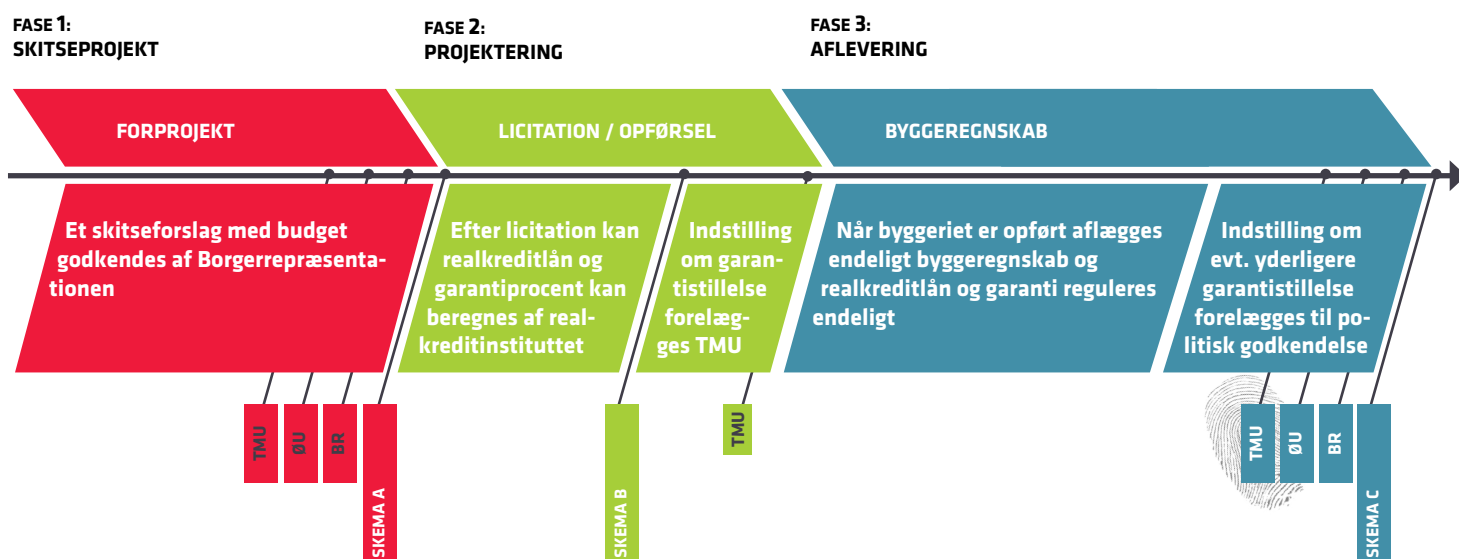 FASE 1:
SKITSEPROJEKT
FASE 2:
PROJEKTERING
FASE 3:
AFLEVERING
FORPROJEKT
LICITATION / OPFØRSEL
BYGGEREGNSKAB
Et skitseforslag med budget
godkendes af Borgerrepræsenta-
tionen
Efter licitation kan
realkreditlån og
garantiprocent kan
beregnes af real-
kreditinstituttet
Indstilling
om garan-
tistillelse
forelæg-
ges TMU
Når byggeriet er opført aflægges
endeligt byggeregnskab og
realkreditlån og garanti reguleres
endeligt
Indstilling om
evt. yderligere
garantistillelse
forelægges til po-
litisk godkendelse
TMU
ØU
BR
SKEMA A
SKEMA B
TMU
TMU
ØU
BR
SKEMA C